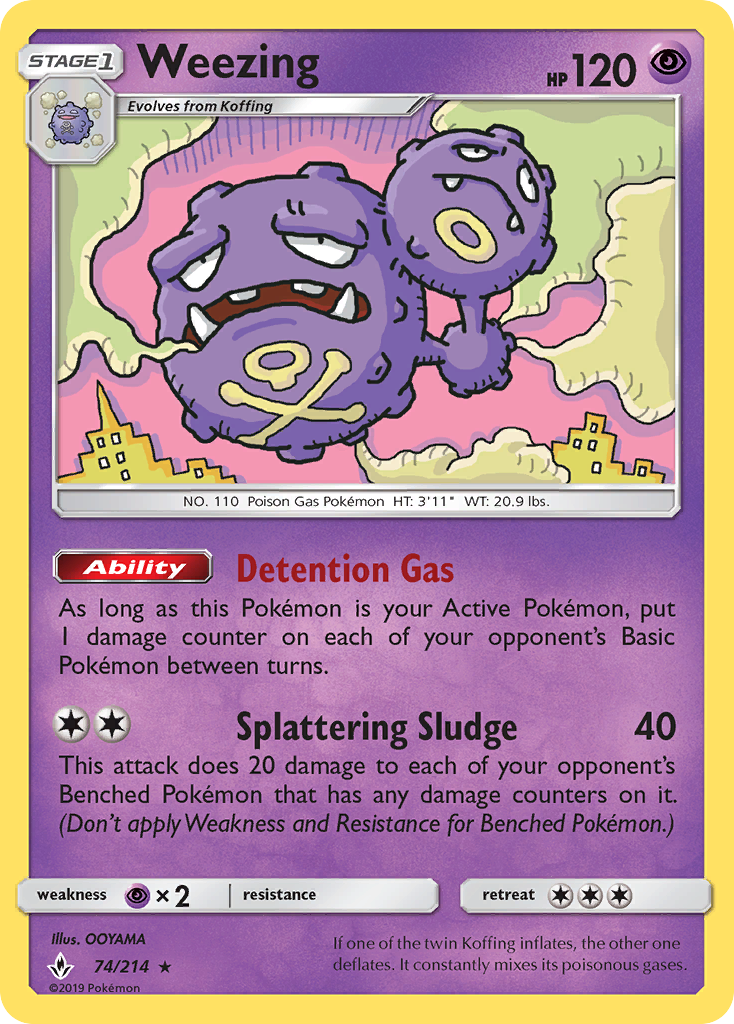 STAGE 1
Weezing
HP 120
Evolves from Koffing
NO. 110 Poison Gas Pokémon HT: 3'11" WT: 20.9 lbs.
Ability Detention Gas
As long as this Pokémon is your Active Pokémon, put
1 damage counter on each of your opponent's Basic
Pokémon between turns.
Splattering Sludge 40
This attack does 20 damage to each of your opponent's
Benched Pokémon that has any damage counters on it.
(Don't apply Weakness and Resistance for Benched Pokémon.)
weakness ×2 resistance retreat
Illus. OOYAMA
74/214 ★
©2019 Pokémon
If one of the twin Koffing inflates, the other one
deflates. It constantly mixes its poisonous gases.